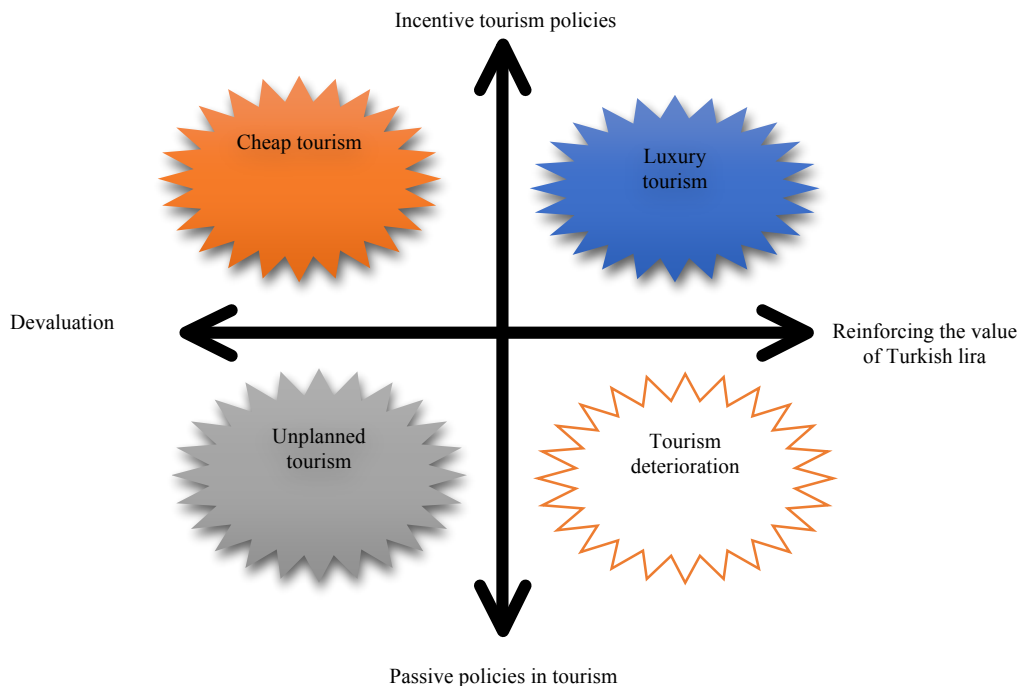 Incentive tourism policies
Cheap tourism
Luxury
tourism
Devaluation
Reinforcing the value
of Turkish lira
Unplanned
tourism
Tourism
deterioration
Passive policies in tourism